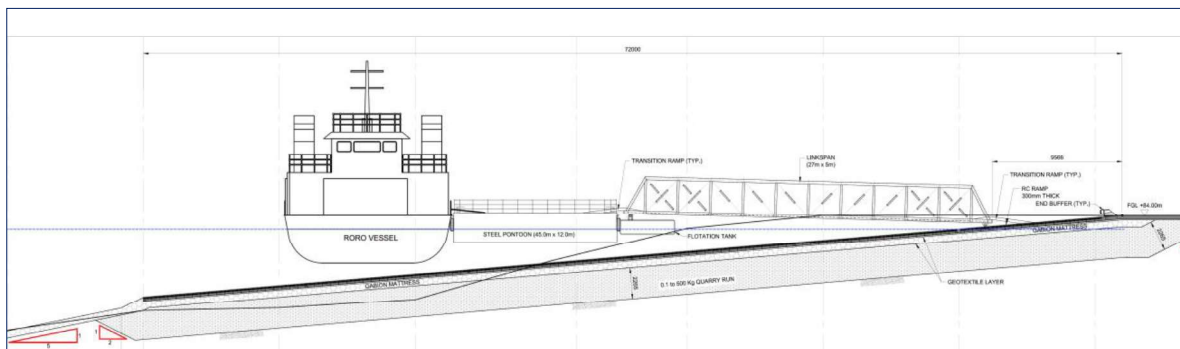 72000
LINKSPAN
(27m x 5m)
TRANSITION RAMP (TYP.)
TRANSITION RAMP (TYP.)
RC RAMP
300mm THICK
END BUFFER (TYP.)
FGL +84.00m
RORO VESSEL
STEEL PONTOON (45.0m x 12.0m)
FLOTATION TANK
GABION MATTRESS
GABION MATTRESS
0.1 to 500 Kg QUARRY RUN
GEOTEXTILE LAYER
1
5
1
2